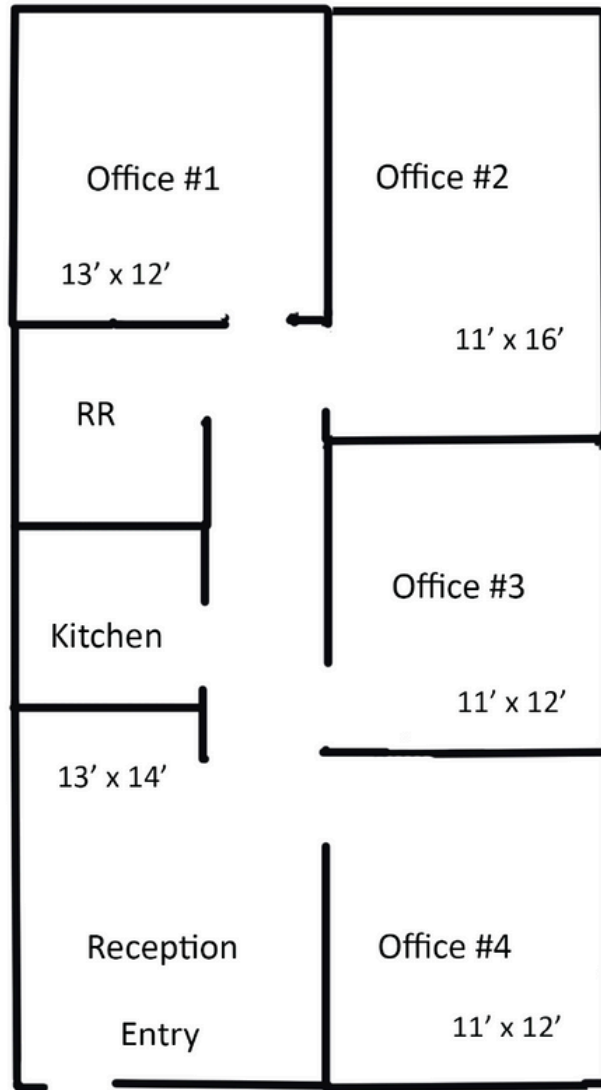 Office #1
Office #2
13’ x 12’
11’ x 16’
RR
Office #3
Kitchen
11’ x 12’
13’ x 14’
Reception
Office #4
Entry
11’ x 12’